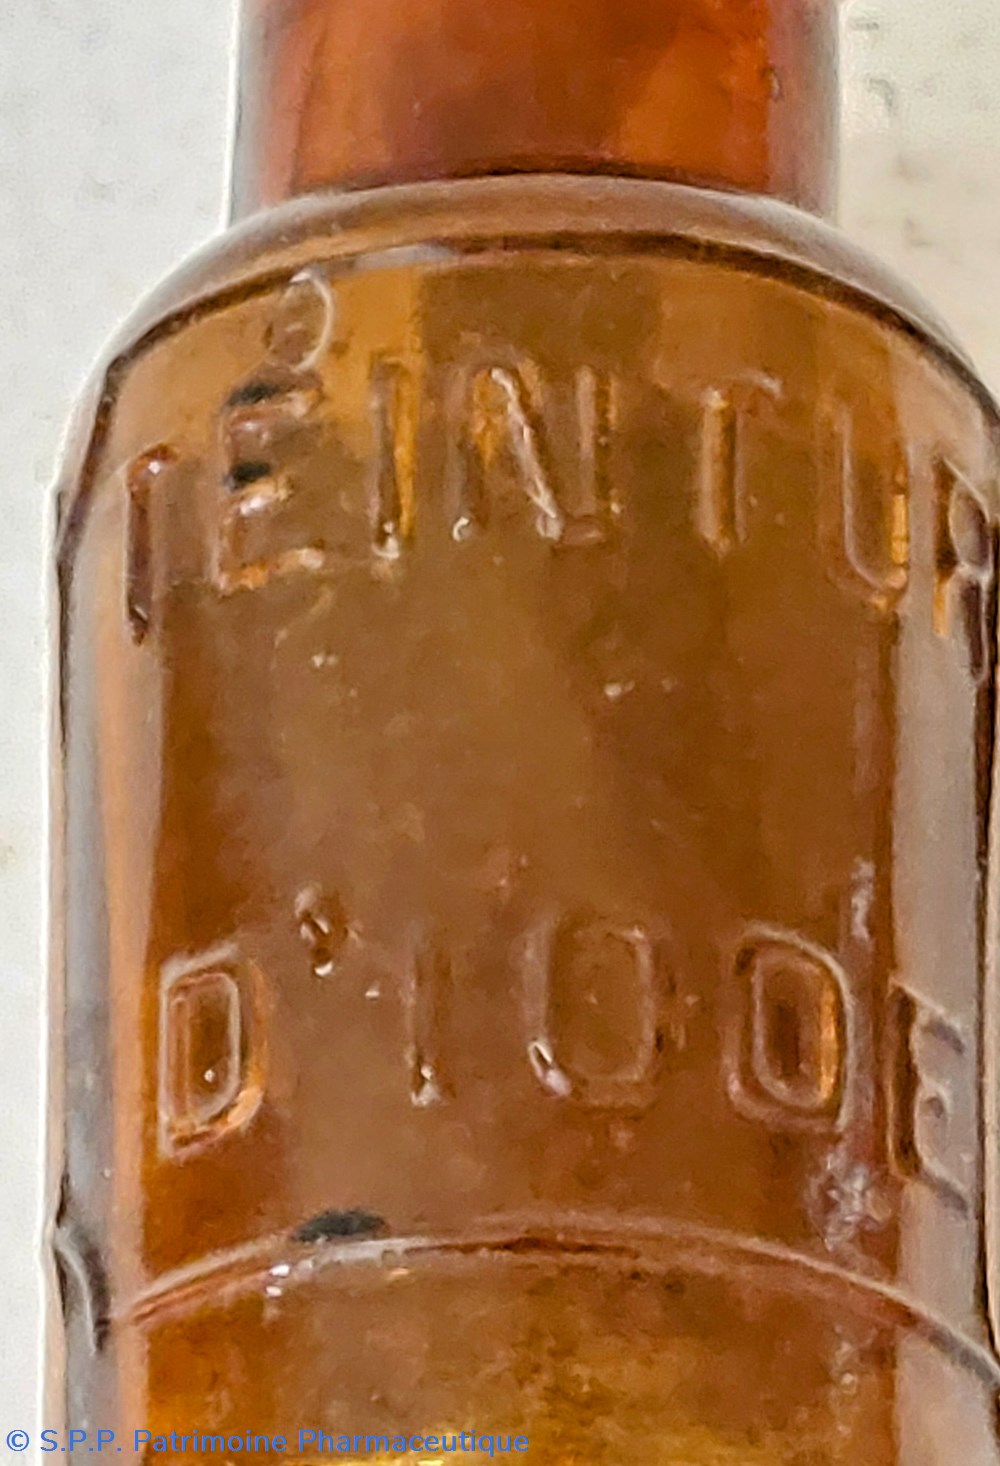 TEINTUR
D'IODE
© S.P.P. Patrimoine Pharmaceutique